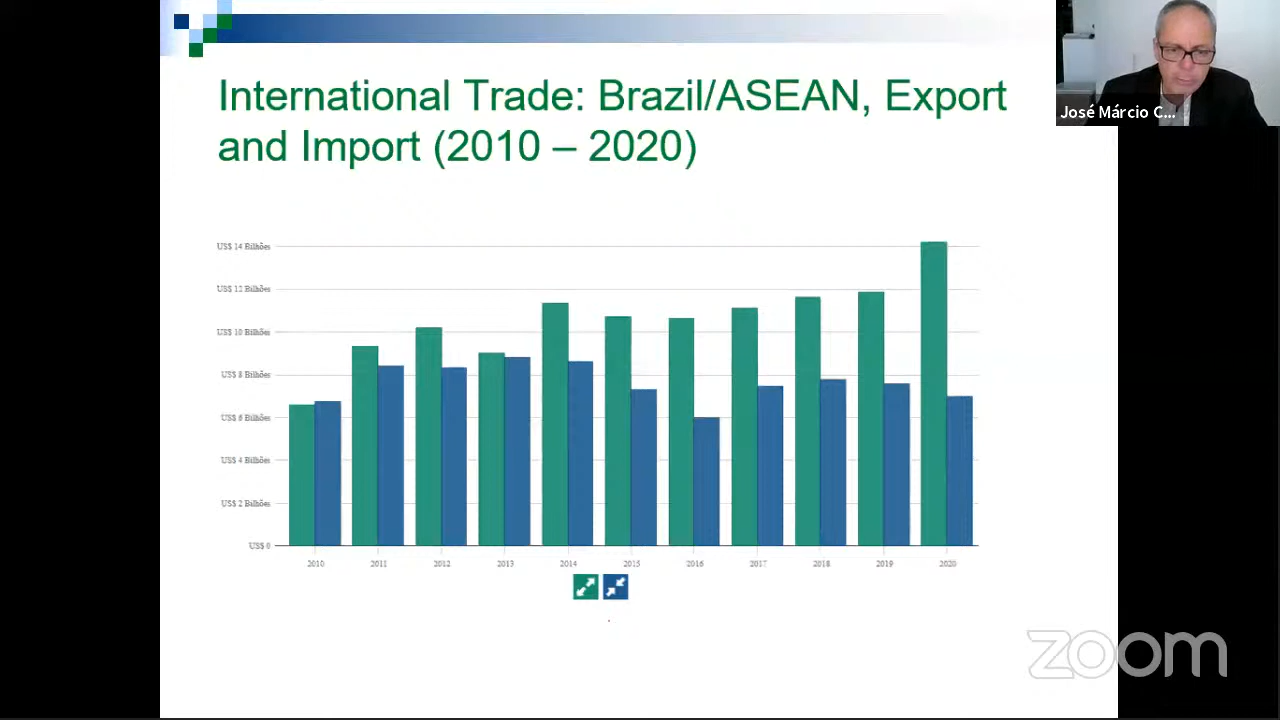 International Trade: Brazil/ASEAN, Export
and Import (2010 – 2020)
José Márcio C...
US$ 14 Bilhões
US$ 12 Bilhões
US$ 10 Bilhões
US$ 8 Bilhões
US$ 6 Bilhões
US$ 4 Bilhões
US$ 2 Bilhões
US$ 0
2010 2011 2012 2013 2014 2015 2016 2017 2018 2019 2020
zoom